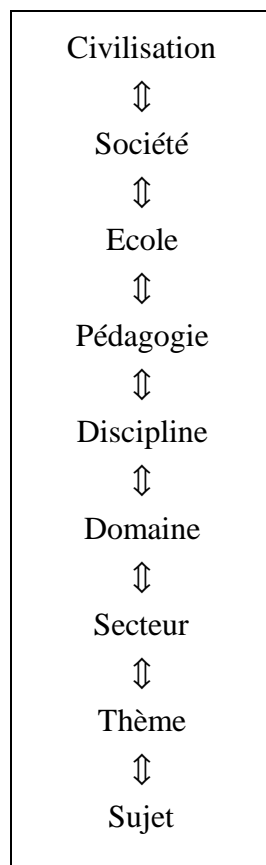 Civilisation
⇕
Société
⇕
Ecole
⇕
Pédagogie
⇕
Discipline
⇕
Domaine
⇕
Secteur
⇕
Thème
⇕
Sujet